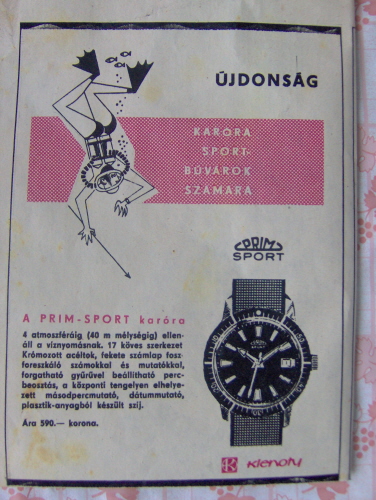 ÚJDONSÁG
KARÓRA
SPORT-
BÚVÁROK
SZÁMÁRA
PRIM
SPORT
A PRIM-SPORT karóra
4 atmoszféráig (40 m mélységig) ellen-
áll a víznyomásnak. 17 köves szerkezet
Krómozott acéltok, fekete számlap fosz-
foreszkáló számokkal és mutatókkal,
forgatható gyűrűvel beállítható perc-
beosztás, a központi tengelyen elhelye-
zett másodpercmutató, dátummutató,
plasztik-anyagból készült szíj.
Ára 590.— korona.
Klenoty